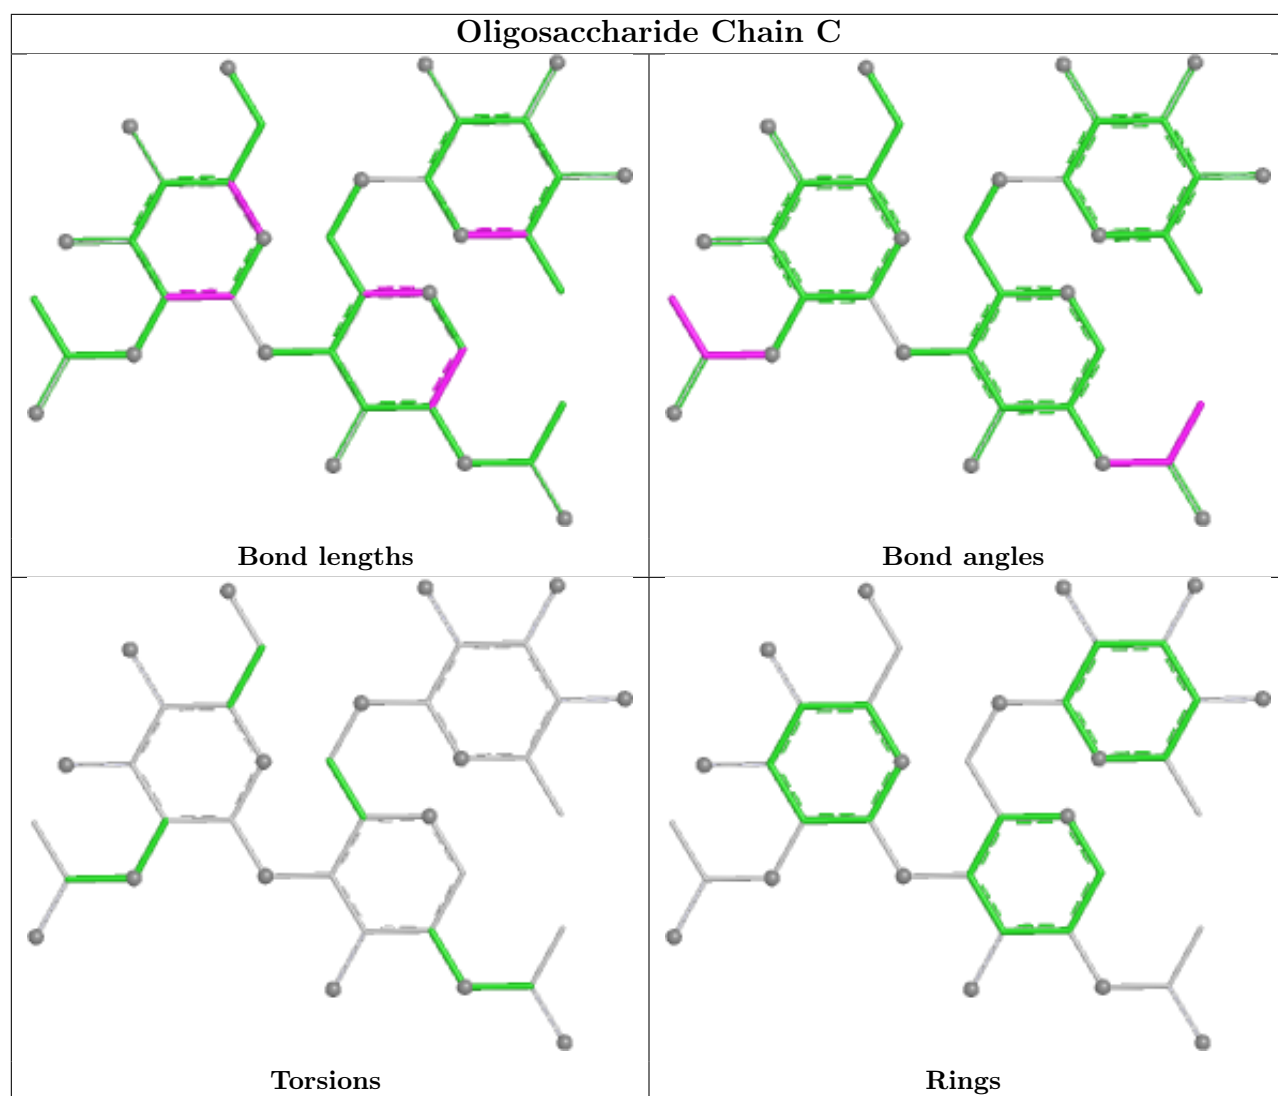 Oligosaccharide Chain C
Bond lengths
Bond angles
Torsions
Rings